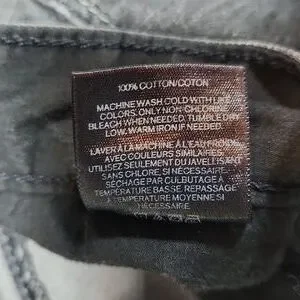 100% COTTON/COTON
MACHINE WASH COLD WITH LIKE
COLORS. ONLY NON-CHLORINE
BLEACH WHEN NEEDED. TUMBLE DRY
LOW. WARM IRON IF NEEDED.
LAVER À LA MACHINE À L'EAU FROIDE
AVEC COULEURS SIMILAIRES.
UTILISEZ SEULEMENT DU JAVELLISANT
SANS CHLORE, SI NÉCESSAIRE.
SÉCHAGE PAR CULBUTAGE À
TEMPÉRATURE BASSE. REPASSAGE
À TEMPÉRATURE MOYENNE SI
NÉCESSAIRE.